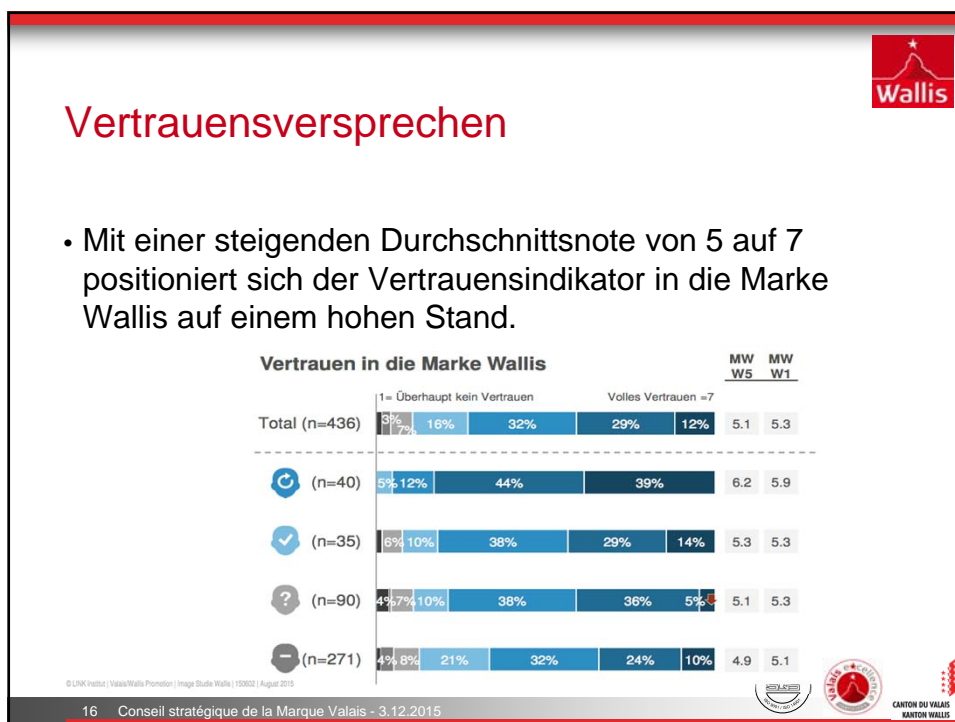 Wallis
Vertrauensversprechen
• Mit einer steigenden Durchschnittsnote von 5 auf 7
positioniert sich der Vertrauensindikator in die Marke
Wallis auf einem hohen Stand.
Vertrauen in die Marke Wallis
MW W5 MW W1
1= Überhaupt kein Vertrauen Volles Vertrauen =7
Total (n=436) 3% 7% 16% 32% 29% 12% 5.1 5.3
(n=40) 5% 12% 44% 39% 6.2 5.9
(n=35) 6% 10% 38% 29% 14% 5.3 5.3
? (n=90) 4% 7% 10% 38% 36% 5% 5.1 5.3
(n=271) 4% 8% 21% 32% 24% 10% 4.9 5.1
© LINK Institut | Valais/Wallis Promotion | Image Studie Wallis | 150602 | August 2015
valais excellence
CANTON DU VALAIS
KANTON WALLIS
16 Conseil stratégique de la Marque Valais - 3.12.2015